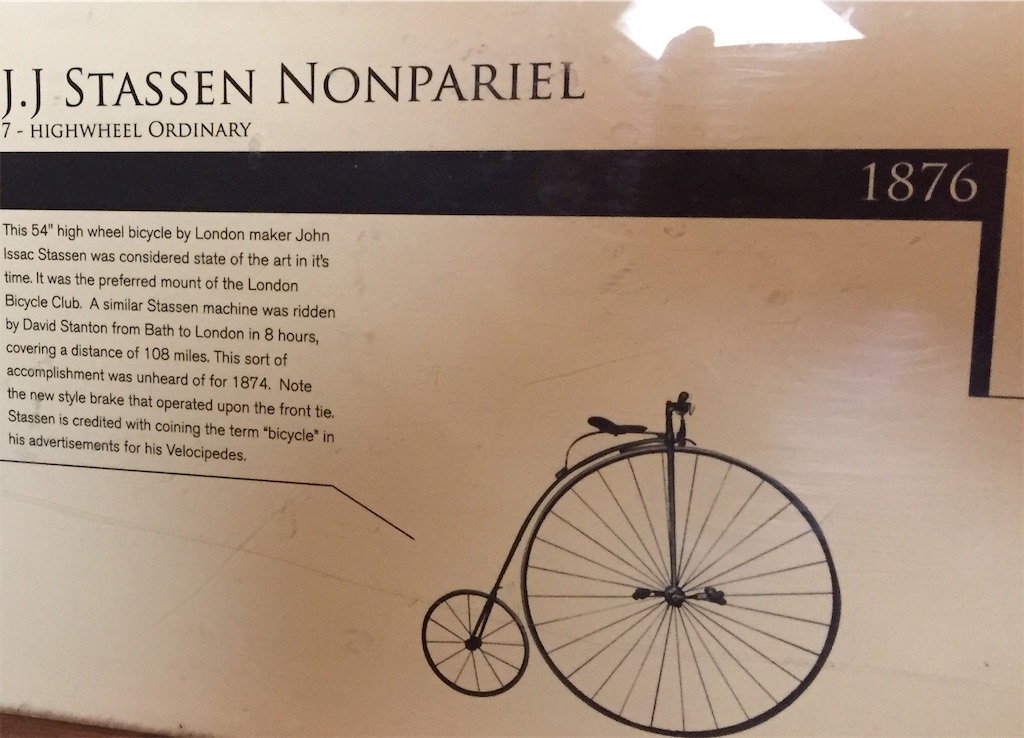 J.J STASSEN NONPARIEL
7 - HIGHWHEEL ORDINARY
1876
This 54" high wheel bicycle by London maker John
Issac Stassen was considered state of the art in it's
time. It was the preferred mount of the London
Bicycle Club. A similar Stassen machine was ridden
by David Stanton from Bath to London in 8 hours,
covering a distance of 108 miles. This sort of
accomplishment was unheard of for 1874. Note
the new style brake that operated upon the front tie.
Stassen is credited with coining the term "bicycle" in
his advertisements for his Velocipedes.